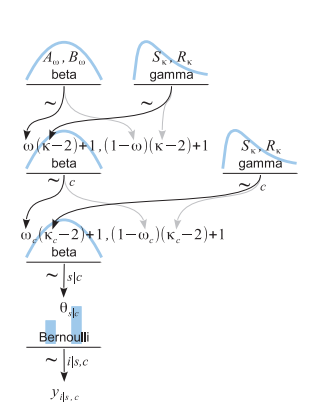 A_ω, B_ω S_κ, R_κ
beta gamma
~ ~
ω(κ−2)+1,(1−ω)(κ−2)+1
beta S_κ, R_κ
gamma
~ c ~ c
ω_c(κ_c−2)+1,(1−ω_c)(κ_c−2)+1
beta
~ s|c
θ_s|c
Bernoulli
~ i|s,c
y_i|s,c